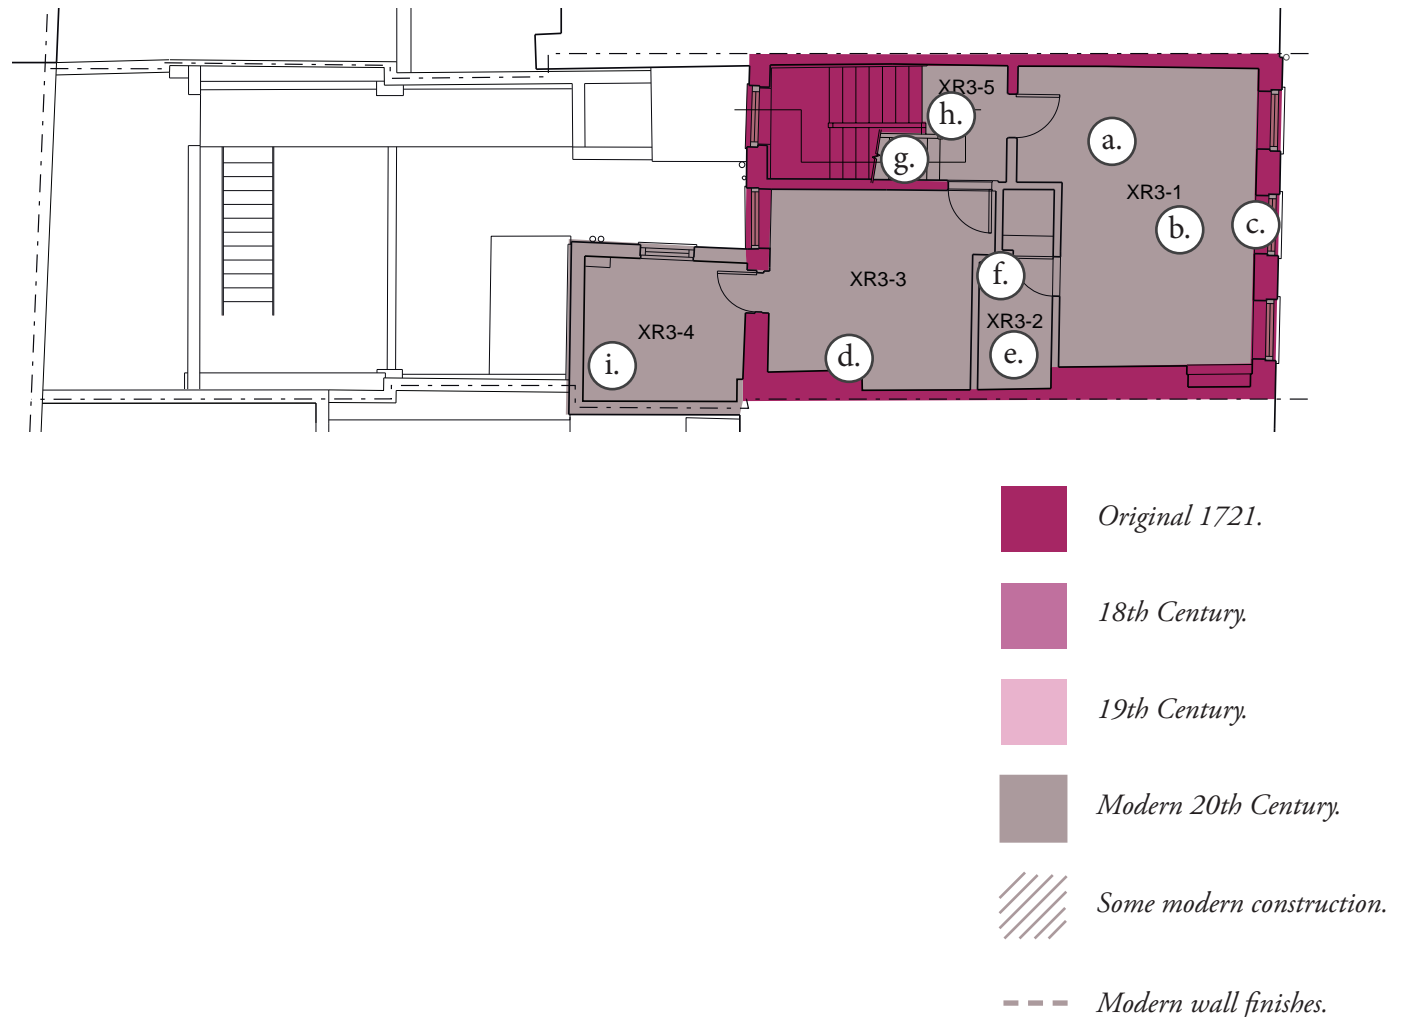 XR3-5
h.
a.
g.
XR3-1
b.
c.
f.
XR3-3
XR3-2
XR3-4
e.
d.
i.
Original 1721.
18th Century.
19th Century.
Modern 20th Century.
Some modern construction.
Modern wall finishes.